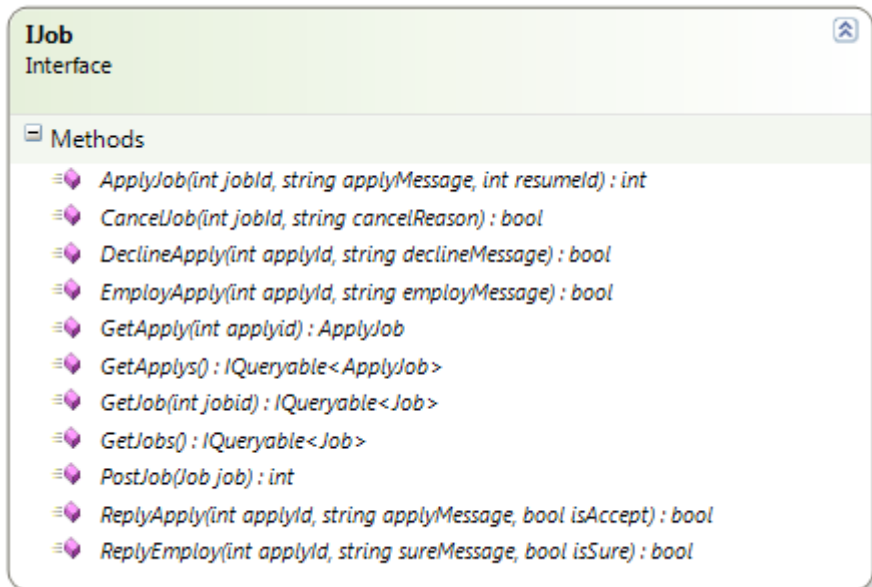 IJob
Interface
Methods
ApplyJob(int jobId, string applyMessage, int resumeId) : int
CancelJob(int jobId, string cancelReason) : bool
DeclineApply(int applyId, string declineMessage) : bool
EmployApply(int applyId, string employMessage) : bool
GetApply(int applyid) : ApplyJob
GetApplys() : IQueryable<ApplyJob>
GetJob(int jobid) : IQueryable<Job>
GetJobs() : IQueryable<Job>
PostJob(Job job) : int
ReplyApply(int applyId, string applyMessage, bool isAccept) : bool
ReplyEmploy(int applyId, string sureMessage, bool isSure) : bool